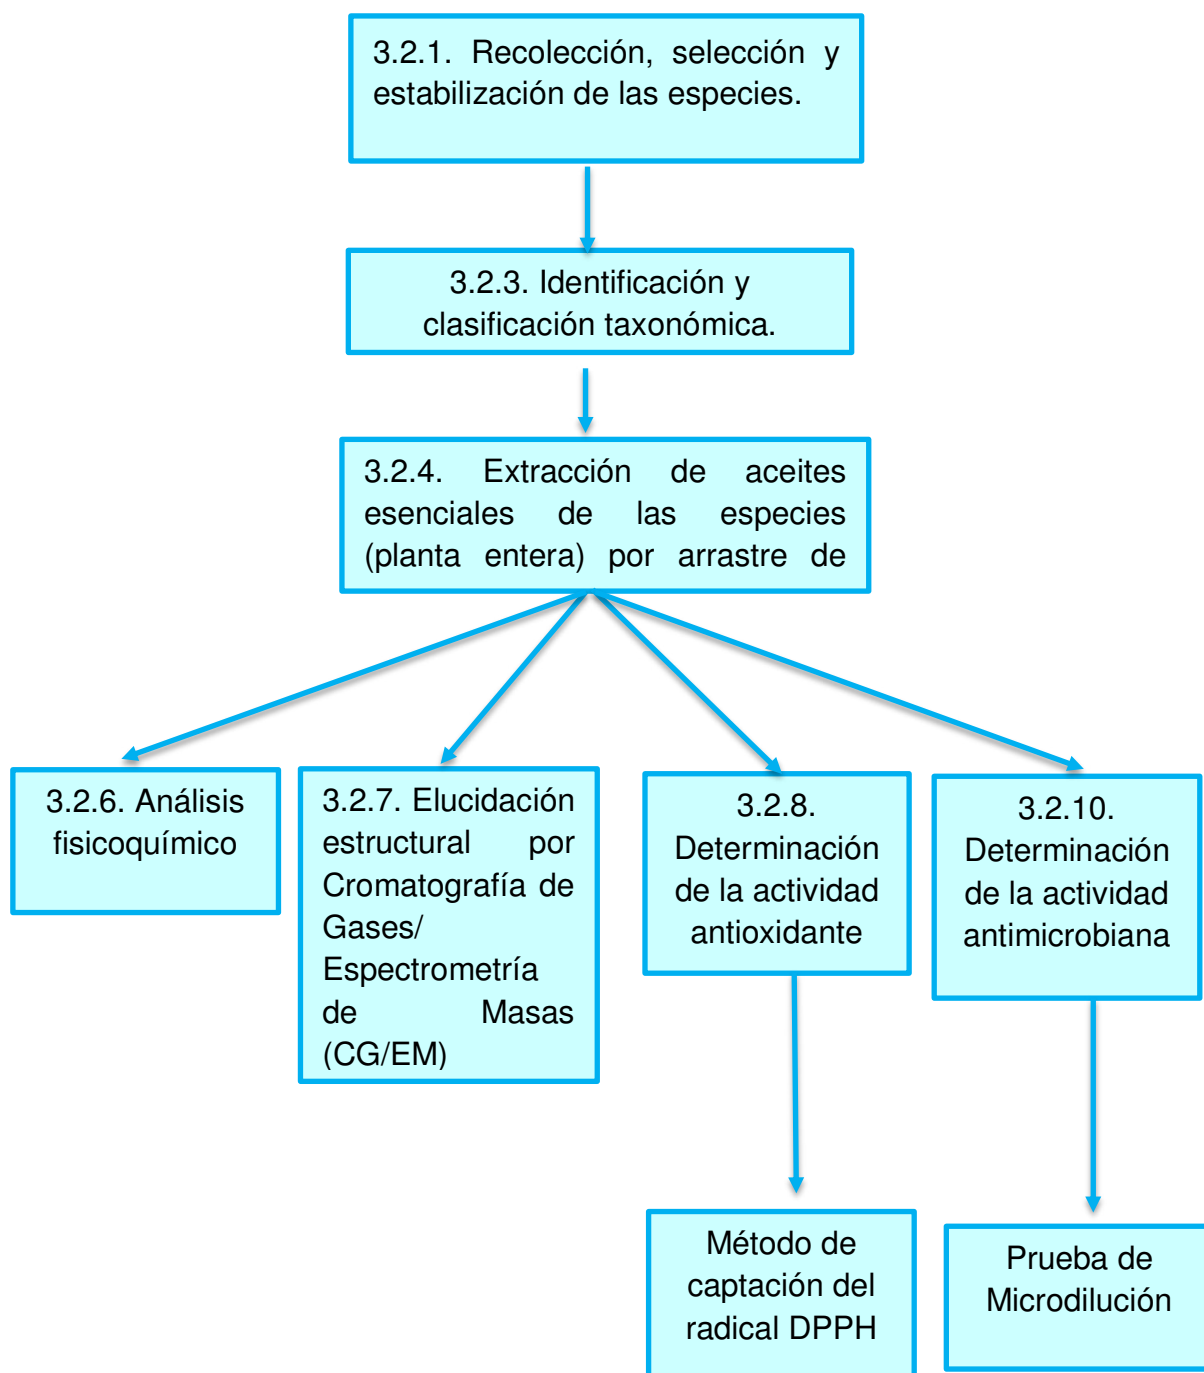 3.2.1. Recolección, selección y
estabilización de las especies.
3.2.3. Identificación y
clasificación taxonómica.
3.2.4. Extracción de aceites
esenciales de las especies
(planta entera) por arrastre de
3.2.6. Análisis
fisicoquímico
3.2.7. Elucidación
estructural por
Cromatografía de
Gases/
Espectrometría
de Masas
(CG/EM)
3.2.8.
Determinación
de la actividad
antioxidante
3.2.10.
Determinación
de la actividad
antimicrobiana
Método de
captación del
radical DPPH
Prueba de
Microdilución